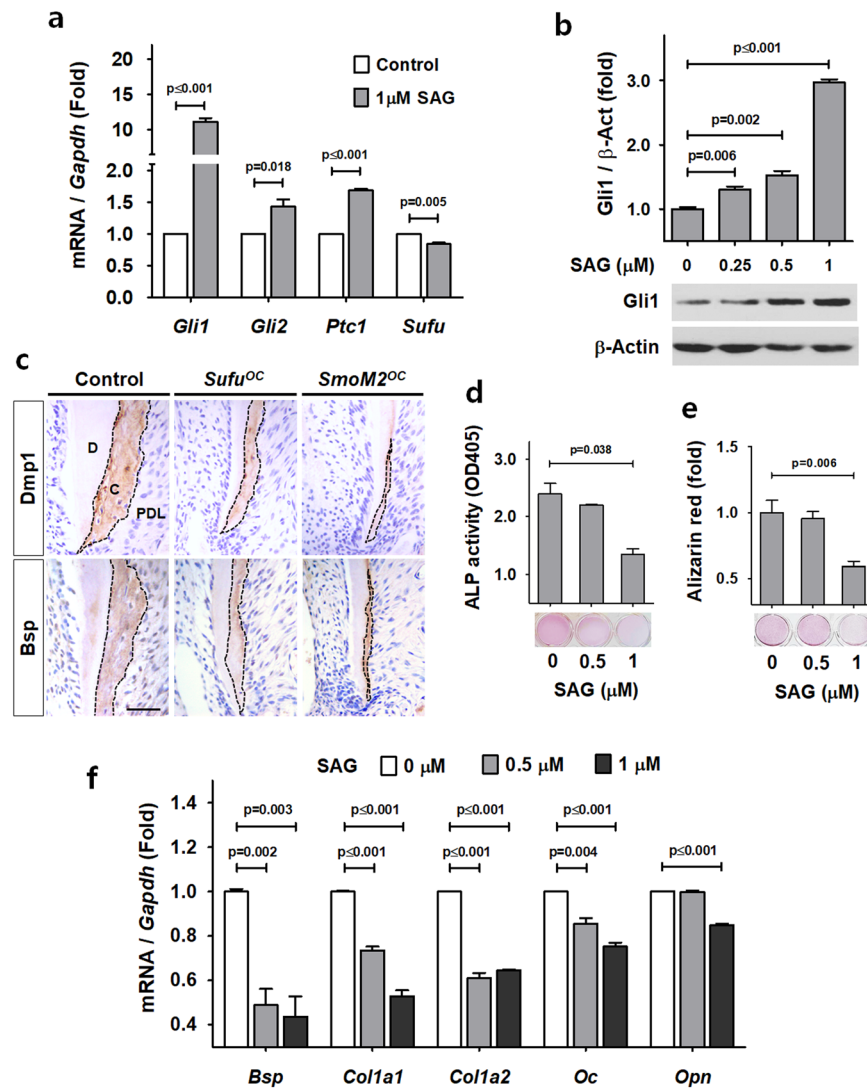 a
mRNA / Gapdh (Fold)
20
15
10
5
2.0
1.5
1.0
0.5
0.0
Control
1μM SAG
p≤0.001
p=0.018
p≤0.001
p=0.005
Gli1 Gli2 Ptc1 Sufu
b
Gli1 / β-Act (fold)
3.0
2.0
1.0
p≤0.001
p=0.002
p=0.006
SAG (μM) 0 0.25 0.5 1
Gli1
β-Actin
c
Control Sufu^OC SmoM2^OC
Dmp1
D
C
PDL
Bsp
d
ALP activity (OD405)
3.0
2.0
1.0
p=0.038
0 0.5 1
SAG (μM)
e
Alizarin red (fold)
1.5
1.0
0.5
p=0.006
0 0.5 1
SAG (μM)
f
SAG 0 μM 0.5 μM 1 μM
mRNA / Gapdh (Fold)
1.4
1.2
1.0
0.8
0.6
0.4
p=0.003 p≤0.001 p≤0.001 p≤0.001
p=0.002 p≤0.001 p≤0.001 p=0.004 p≤0.001
Bsp Col1a1 Col1a2 Oc Opn